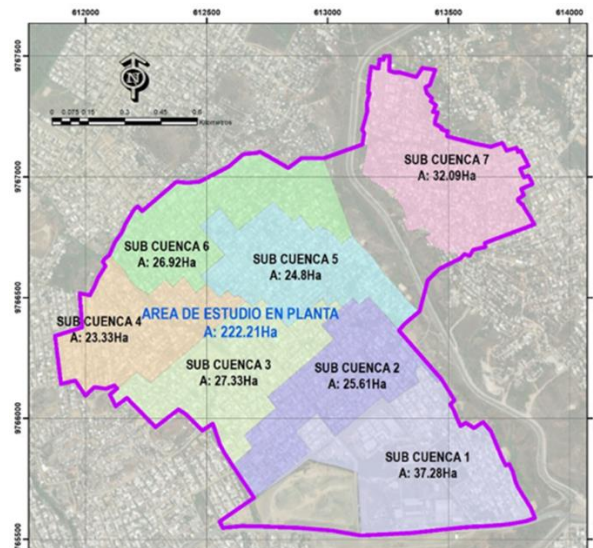 612000 612500 613000 613500 614000
9767500
N
0 0.075 0.15 0.3 0.45 0.6
Kilometros
SUB CUENCA 7
A: 32.09Ha
9767000
SUB CUENCA 6
A: 26.92Ha
SUB CUENCA 5
A: 24.8Ha
9766500
AREA DE ESTUDIO EN PLANTA
A: 222.21Ha
SUB CUENCA 4
A: 23.33Ha
SUB CUENCA 3
A: 27.33Ha
SUB CUENCA 2
A: 25.61Ha
9766000
SUB CUENCA 1
A: 37.28Ha
765500